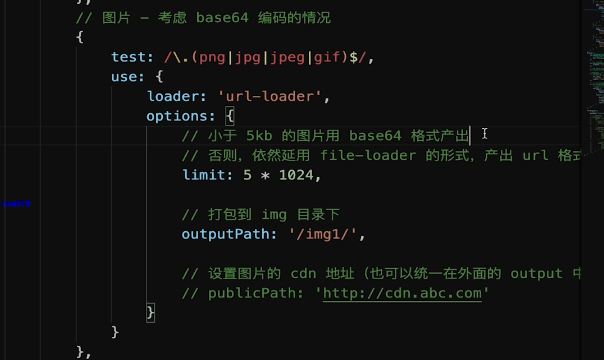 },
// 图片 - 考虑 base64 编码的情况
{
test: /\.(png|jpg|jpeg|gif)$/,
use: {
loader: 'url-loader',
options: {
// 小于 5kb 的图片用 base64 格式产出
// 否则，依然延用 file-loader 的形式，产出 url 格
limit: 5 * 1024,
// 打包到 img 目录下
outputPath: '/img1/',
// 设置图片的 cdn 地址（也可以统一在外面的 output 中
// publicPath: 'http://cdn.abc.com'
}
}
},